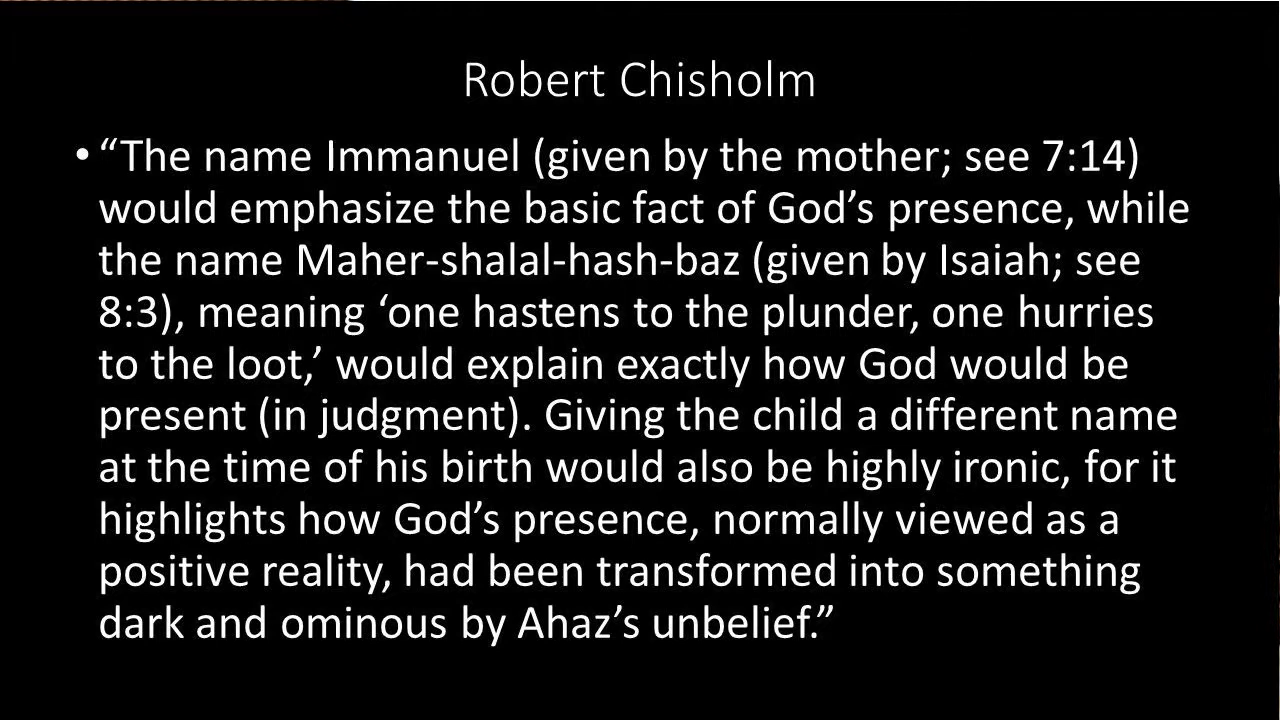 Robert Chisholm
• “The name Immanuel (given by the mother; see 7:14)
would emphasize the basic fact of God’s presence, while
the name Maher-shalal-hash-baz (given by Isaiah; see
8:3), meaning ‘one hastens to the plunder, one hurries
to the loot,’ would explain exactly how God would be
present (in judgment). Giving the child a different name
at the time of his birth would also be highly ironic, for it
highlights how God’s presence, normally viewed as a
positive reality, had been transformed into something
dark and ominous by Ahaz’s unbelief.”